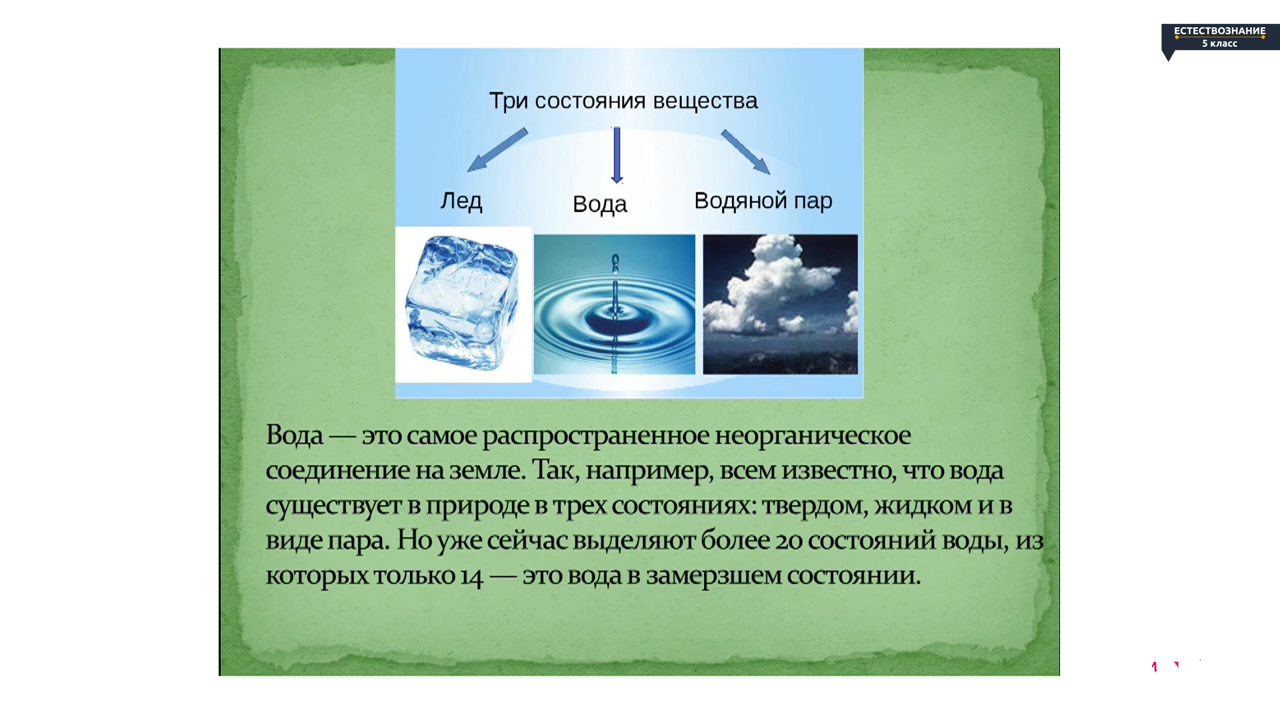 ЕСТЕСТВОЗНАНИЕ
5 класс
Три состояния вещества
Лед
Вода
Водяной пар
Вода — это самое распространенное неорганическое
соединение на земле. Так, например, всем известно, что вода
существует в природе в трех состояниях: твердом, жидком и в
виде пара. Но уже сейчас выделяют более 20 состояний воды, из
которых только 14 — это вода в замерзшем состоянии.